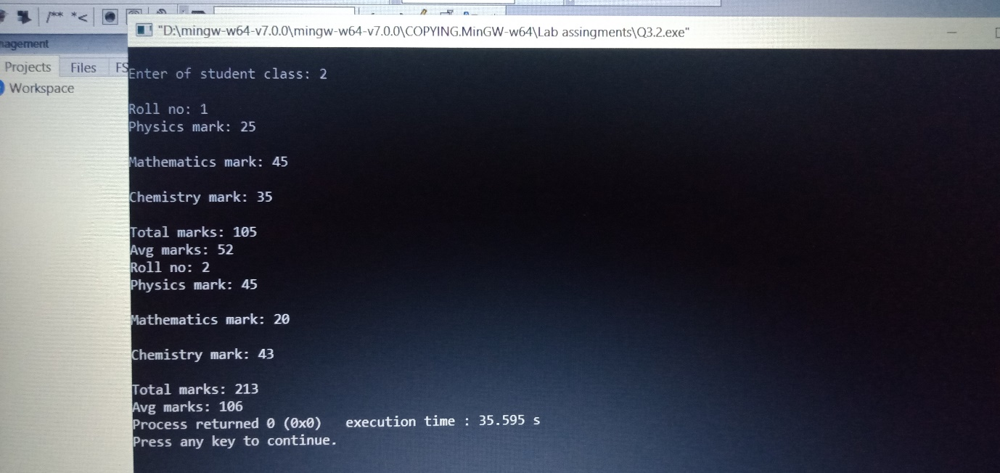 /** *<
"D:\mingw-w64-v7.0.0\mingw-w64-v7.0.0\COPYING.MinGW-w64\Lab assingments\Q3.2.exe"
nagement
Projects Files FS
Workspace
Enter of student class: 2
Roll no: 1
Physics mark: 25
Mathematics mark: 45
Chemistry mark: 35
Total marks: 105
Avg marks: 52
Roll no: 2
Physics mark: 45
Mathematics mark: 20
Chemistry mark: 43
Total marks: 213
Avg marks: 106
Process returned 0 (0x0) execution time : 35.595 s
Press any key to continue.